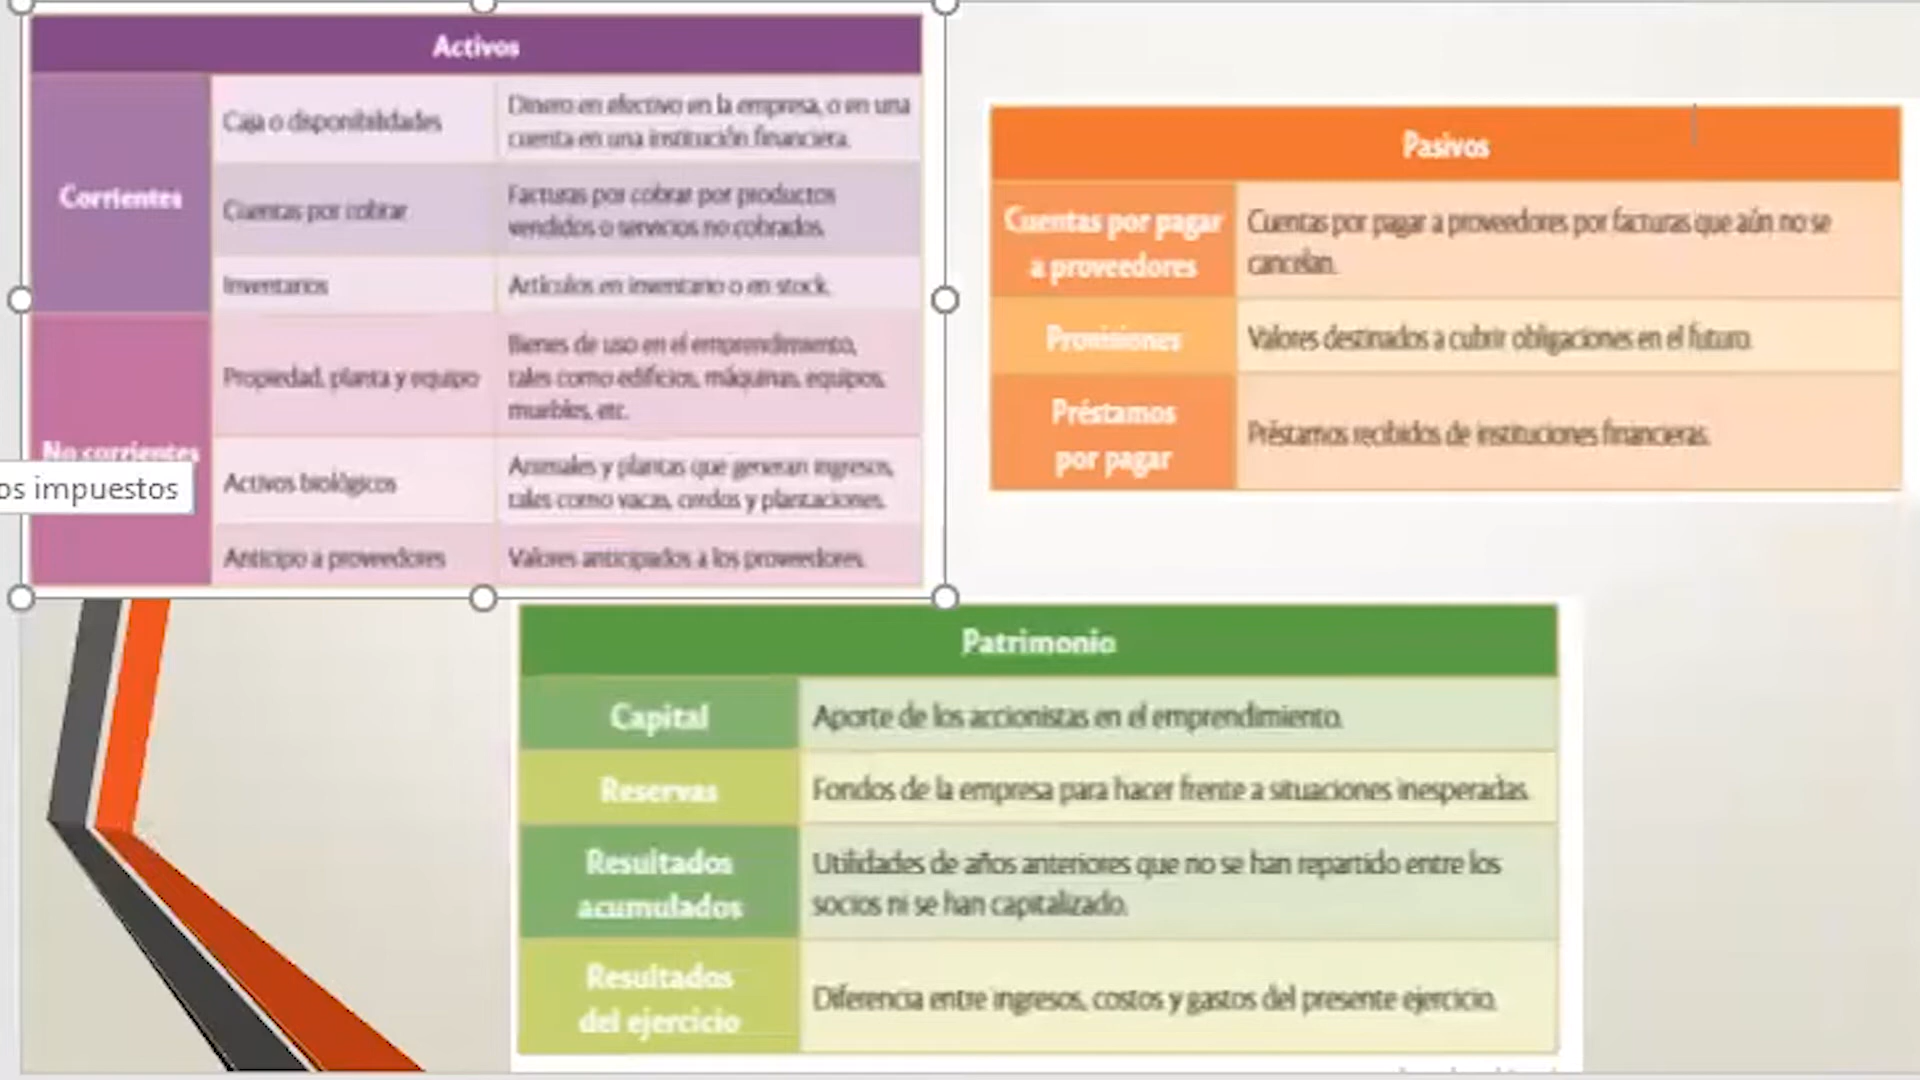 Activos
Corrientes
Caja o disponibilidades
Dinero en efectivo en la empresa, o en una
cuenta en una institución financiera.
Cuentas por cobrar
Facturas por cobrar por productos
vendidos o servicios no cobrados.
Inventarios
Artículos en inventario o en stock.
No corrientes
Propiedad, planta y equipo
Bienes de uso en el emprendimiento,
tales como edificios, máquinas, equipos,
muebles, etc.
Activos biológicos
Animales y plantas que generan ingresos,
tales como vacas, cerdos y plantaciones.
Anticipo a proveedores
Valores anticipados a los proveedores.
os impuestos
Pasivos
Cuentas por pagar
a proveedores
Cuentas por pagar a proveedores por facturas que aún no se
cancelan.
Provisiones
Valores destinados a cubrir obligaciones en el futuro.
Préstamos
por pagar
Préstamos recibidos de instituciones financieras.
Patrimonio
Capital
Aporte de los accionistas en el emprendimiento.
Reservas
Fondos de la empresa para hacer frente a situaciones inesperadas.
Resultados
acumulados
Utilidades de años anteriores que no se han repartido entre los
socios ni se han capitalizado.
Resultados
del ejercicio
Diferencia entre ingresos, costos y gastos del presente ejercicio.